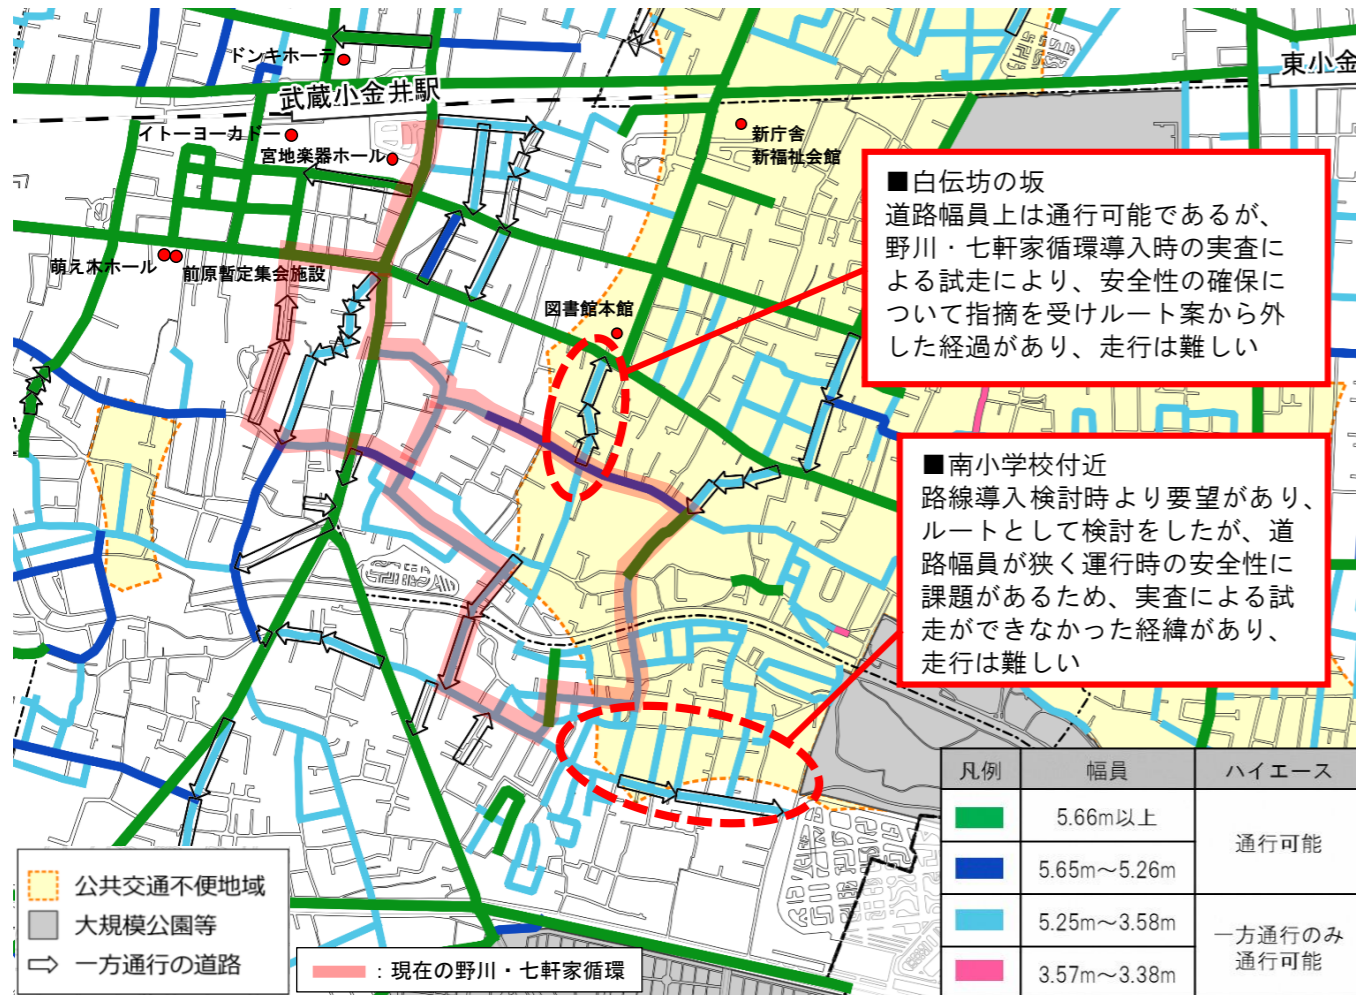 ドンキホーテ
武蔵小金井駅
東小金
イトーヨーカドー
宮地楽器ホール
新庁舎
新福祉会館
萌え木ホール
前原暫定集会施設
図書館本館
■白伝坊の坂
道路幅員上は通行可能であるが、
野川・七軒家循環導入時の実査に
よる試走により、安全性の確保に
ついて指摘を受けルート案から外
した経過があり、走行は難しい
■南小学校付近
路線導入検討時より要望があり、
ルートとして検討をしたが、道
路幅員が狭く運行時の安全性に
課題があるため、実査による試
走ができなかった経緯があり、
走行は難しい
凡例 幅員 ハイエース
5.66m以上
通行可能
5.65m～5.26m
5.25m～3.58m
一方通行のみ
通行可能
3.57m～3.38m
公共交通不便地域
大規模公園等
一方通行の道路
：現在の野川・七軒家循環